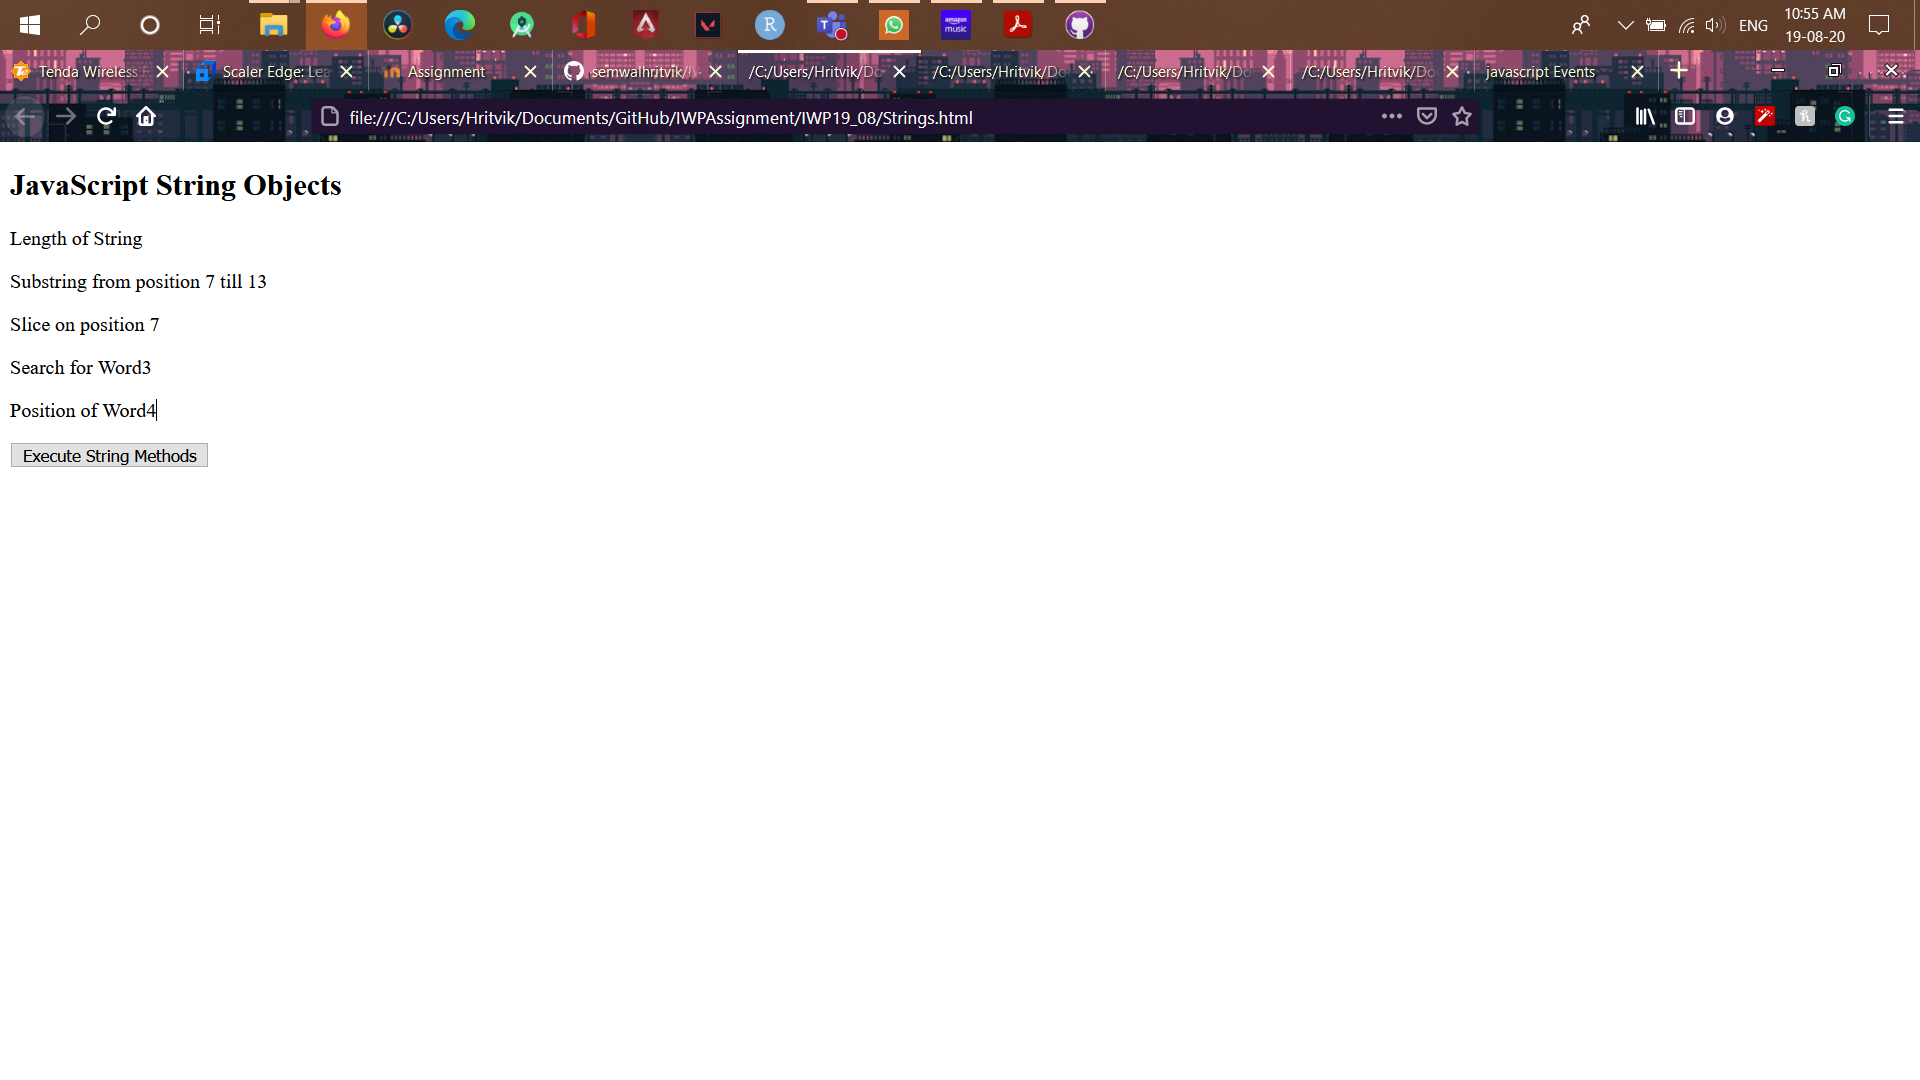 10:55 AM
ENG
19-08-20
Tenda Wireless
Scaler Edge: Lea
Assignment
semwalhritvik/I
/C:/Users/Hritvik/Do
/C:/Users/Hritvik/Do
/C:/Users/Hritvik/Do
/C:/Users/Hritvik/Do
javascript Events
file:///C:/Users/Hritvik/Documents/GitHub/IWPAssignment/IWP19_08/Strings.html
JavaScript String Objects
Length of String
Substring from position 7 till 13
Slice on position 7
Search for Word3
Position of Word4
Execute String Methods